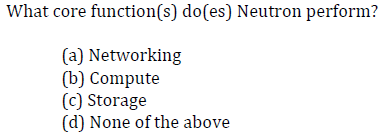 What core function(s) do(es) Neutron perform?
(a) Networking
(b) Compute
(c) Storage
(d) None of the above